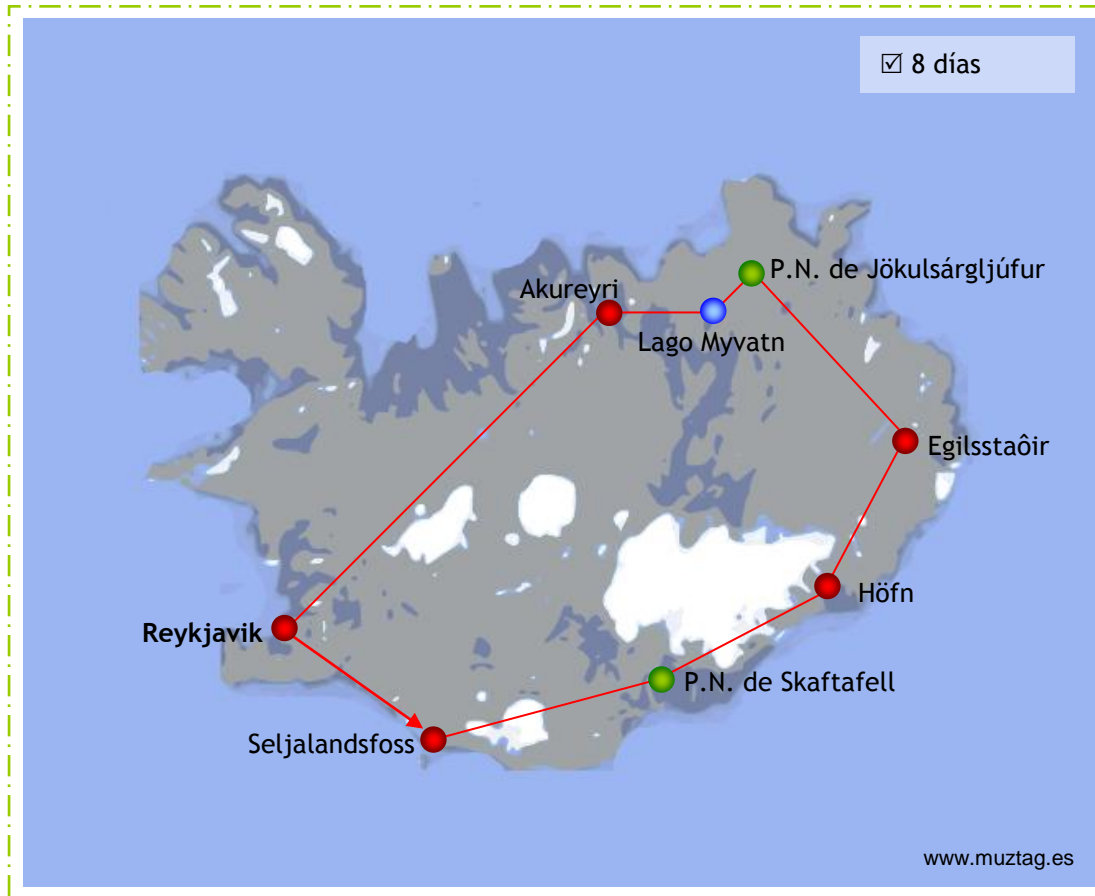 ☑ 8 días
P.N. de Jökulsárgljúfur
Akureyri
Lago Myvatn
Egilsstaôir
Höfn
Reykjavik
P.N. de Skaftafell
Seljalandsfoss
www.muztag.es